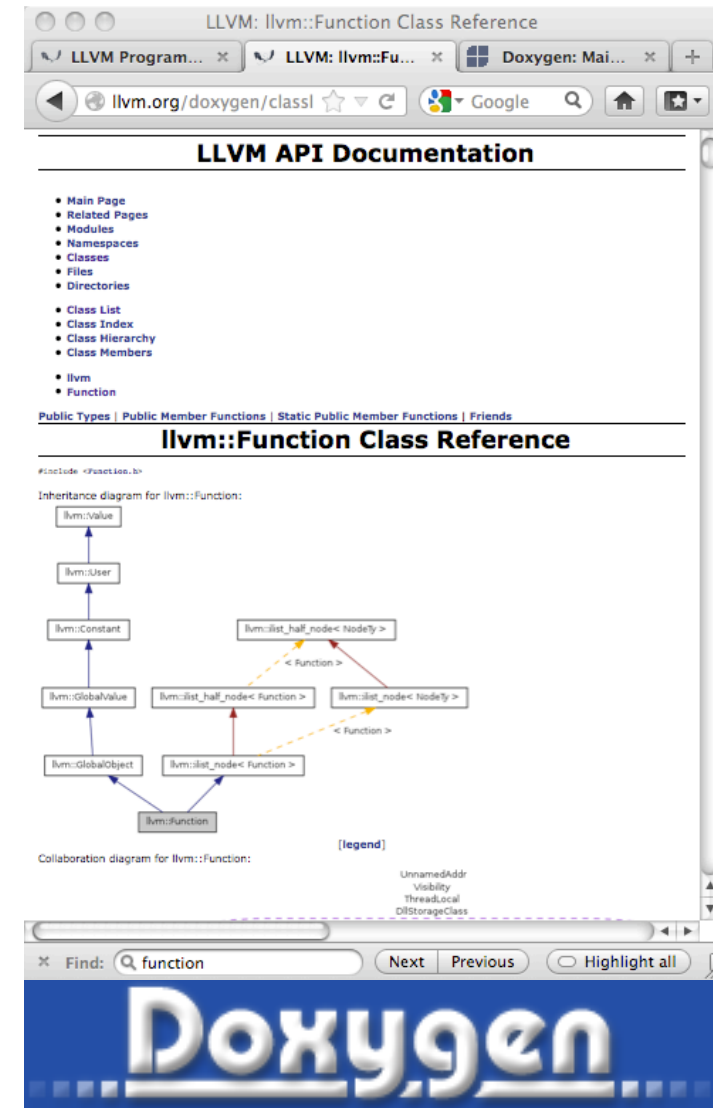 LLVM: llvm::Function Class Reference
LLVM Program... × LLVM: llvm::Fu... × Doxygen: Mai... × +
llvm.org/doxygen/classl Google
LLVM API Documentation
Main Page
Related Pages
Modules
Namespaces
Classes
Files
Directories
Class List
Class Index
Class Hierarchy
Class Members
llvm
Function
Public Types | Public Member Functions | Static Public Member Functions | Friends
llvm::Function Class Reference
#include <Function.h>
Inheritance diagram for llvm::Function:
llvm::Value
llvm::User
llvm::Constant llvm::ilist_half_node< NodeTy >
< Function >
llvm::GlobalValue llvm::ilist_half_node< Function > llvm::ilist_node< NodeTy >
< Function >
llvm::GlobalObject llvm::ilist_node< Function >
llvm::Function
[legend]
Collaboration diagram for llvm::Function:
UnnamedAddr
Visibility
ThreadLocal
DllStorageClass
× Find: function Next Previous Highlight all
Doxygen